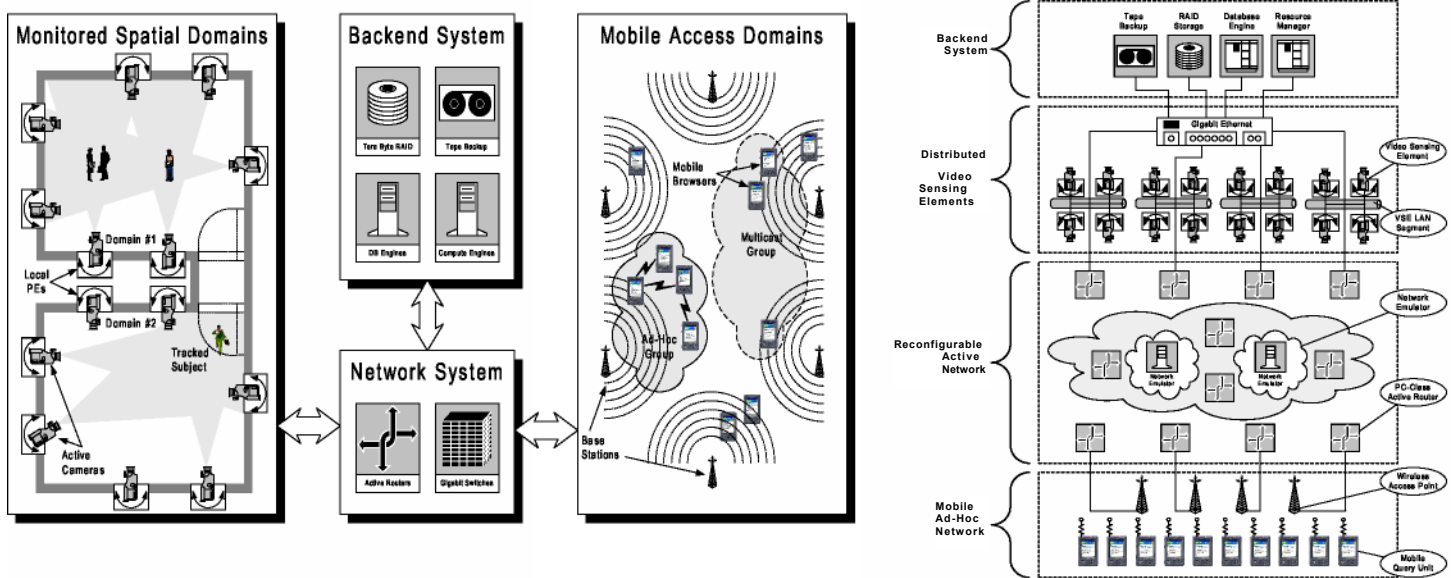 Monitored Spatial Domains
Domain #1
Local
PEs
Domain #2
Tracked
Subject
Active
Cameras
Backend System
Tera Byte RAID
Tape Backup
DB Engines
Compute Engines
Network System
Active Routers
Gigabit Switches
Mobile Access Domains
Mobile
Browsers
Multicast
Group
Ad-Hoc
Group
Base
Stations
Backend
System
Tape
Backup
RAID
Storage
Database
Engine
Resource
Manager
Distributed
Video
Sensing
Elements
Gigabit Ethernet
Video Sensing
Element
VSE LAN
Segment
Reconfigurable
Active
Network
Network
Emulator
Network
Emulator
Network
Emulator
PC-Class
Active Router
Mobile
Ad-Hoc
Network
Wireless
Access Point
Mobile
Query Unit